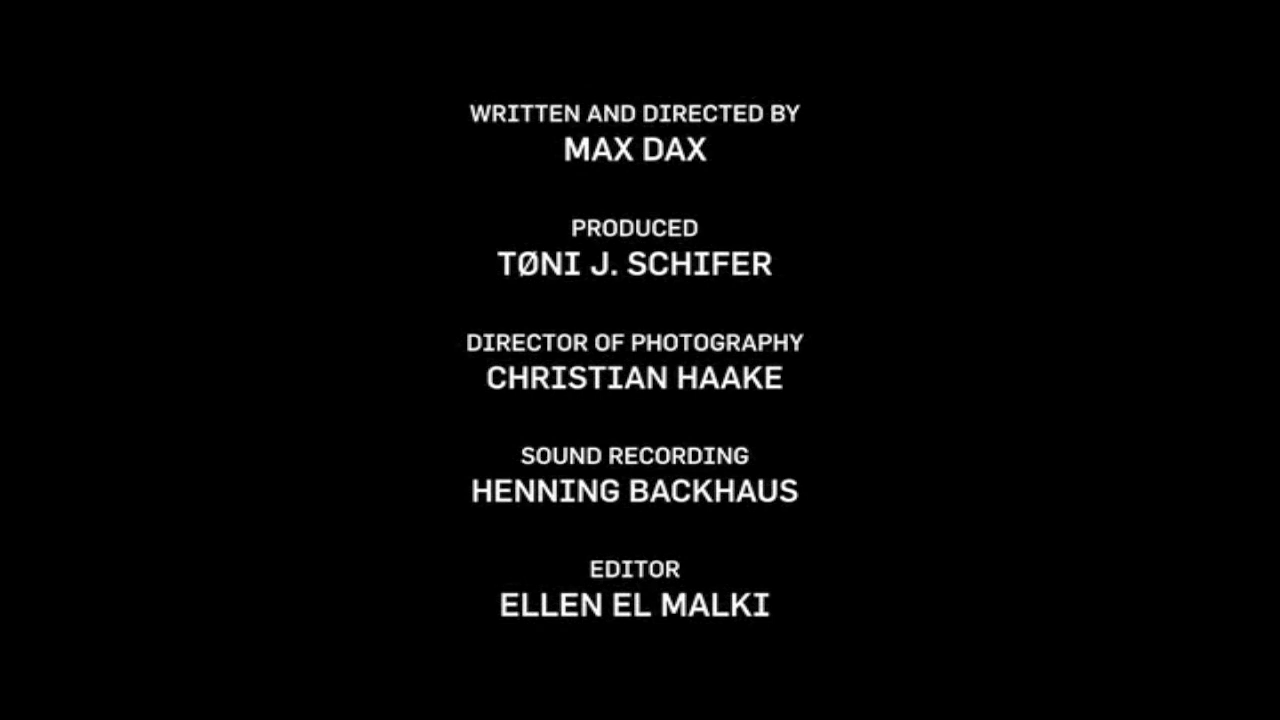 WRITTEN AND DIRECTED BY
MAX DAX
PRODUCED
TØNI J. SCHIFER
DIRECTOR OF PHOTOGRAPHY
CHRISTIAN HAAKE
SOUND RECORDING
HENNING BACKHAUS
EDITOR
ELLEN EL MALKI